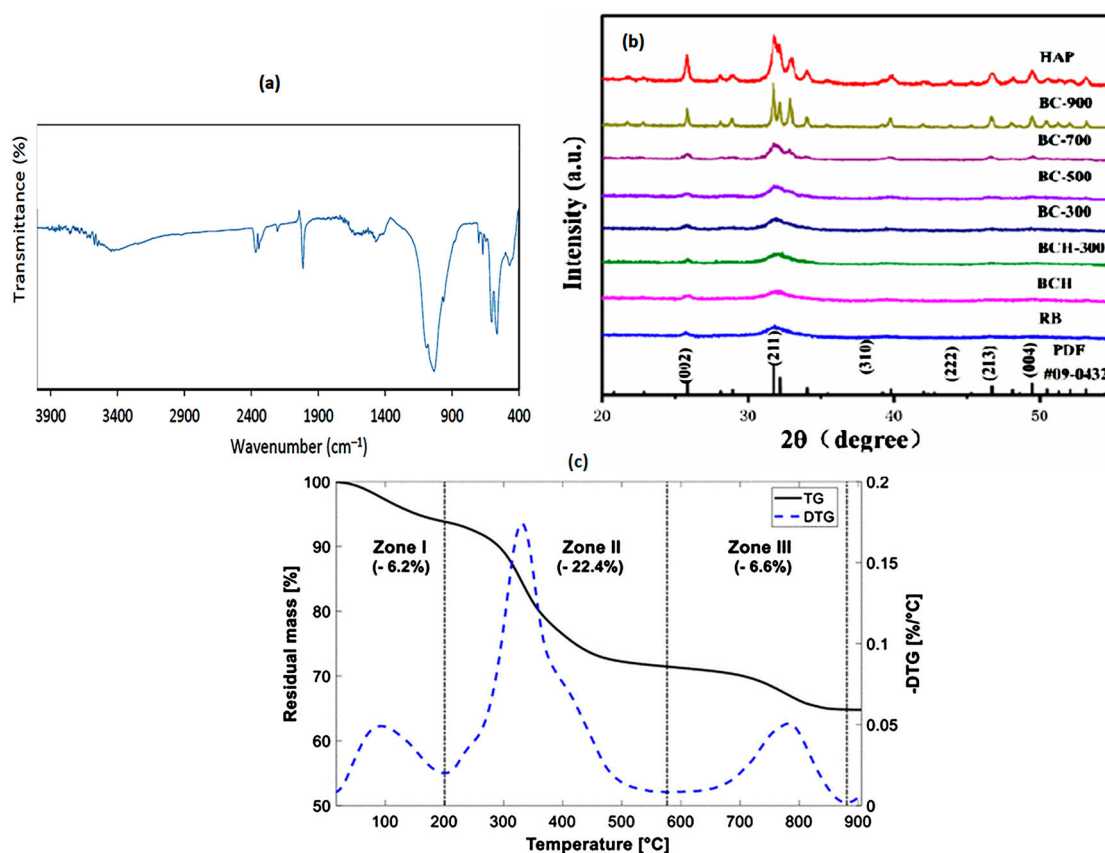 (a)
Transmittance (%)
3900 3400 2900 2400 1900 1400 900 400
Wavenumber (cm⁻¹)
(b)
Intensity (a.u.)
HAP
BC-900
BC-700
BC-500
BC-300
BCH-300
BCH
RB
PDF
#09-0432
(002) (211) (310) (222) (213) (004)
20 30 40 50
2θ (degree)
(c)
Residual mass [%]
100
90
80
70
60
50
TG
DTG
Zone I
(- 6.2%)
Zone II
(- 22.4%)
Zone III
(- 6.6%)
0.2
0.15
0.1
0.05
0
-DTG [%/°C]
100 200 300 400 500 600 700 800 900
Temperature [°C]